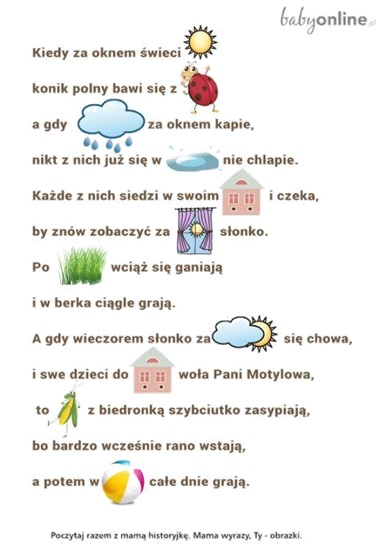 babyonline.pl
Kiedy za oknem świeci
konik polny bawi się z
a gdy za oknem kapie,
nikt z nich już się w nie chlapie.
Każde z nich siedzi w swoim i czeka,
by znów zobaczyć za słonko.
Po wciąż się ganiają
i w berka ciągle grają.
A gdy wieczorem słonko za się chowa,
i swe dzieci do woła Pani Motylowa,
to z biedronką szybciutko zasypiają,
bo bardzo wcześnie rano wstają,
a potem w całe dnie grają.
Poczytaj razem z mamą historyjkę. Mama wyrazy, Ty - obrazki.